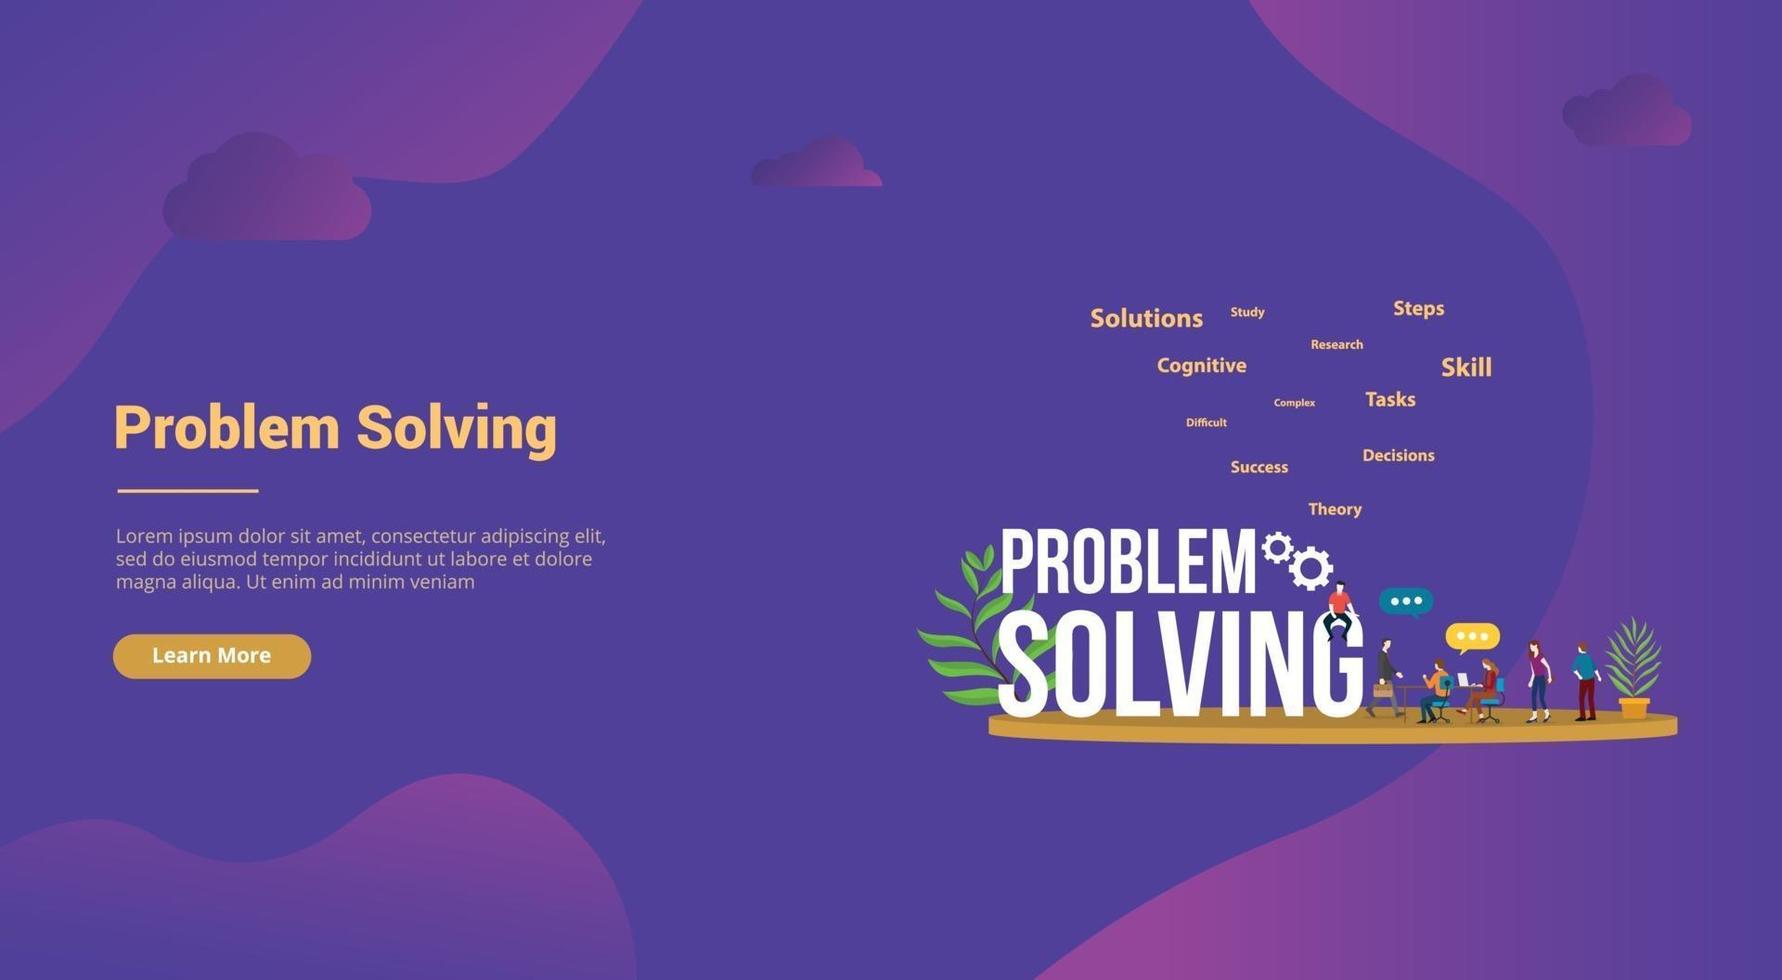 Problem Solving
Lorem ipsum dolor sit amet, consectetur adipiscing elit,
sed do eiusmod tempor incididunt ut labore et dolore
magna aliqua. Ut enim ad minim veniam
Learn More
Solutions
Study
Steps
Research
Cognitive
Skill
Complex
Tasks
Difficult
Decisions
Success
Theory
PROBLEM
SOLVING